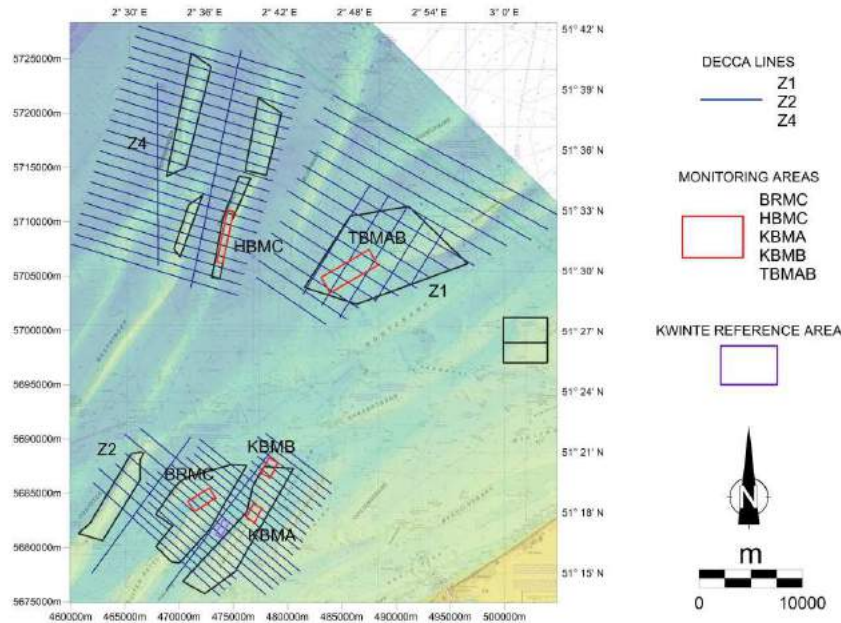 2° 30' E 2° 36' E 2° 42' E 2° 48' E 2° 54' E 3° 0' E
5725000m
5720000m
5715000m
5710000m
5705000m
5700000m
5695000m
5690000m
5685000m
5680000m
5675000m
460000m 465000m 470000m 475000m 480000m 485000m 490000m 495000m 500000m
51° 42' N
51° 39' N
51° 36' N
51° 33' N
51° 30' N
51° 27' N
51° 24' N
51° 21' N
51° 18' N
51° 15' N
Z4
HBMC
TBMAB
Z1
Z2
BRMC
KBMB
KBMA
DECCA LINES
Z1
Z2
Z4
MONITORING AREAS
BRMC
HBMC
KBMA
KBMB
TBMAB
KWINTE REFERENCE AREA
N
m
0 10000